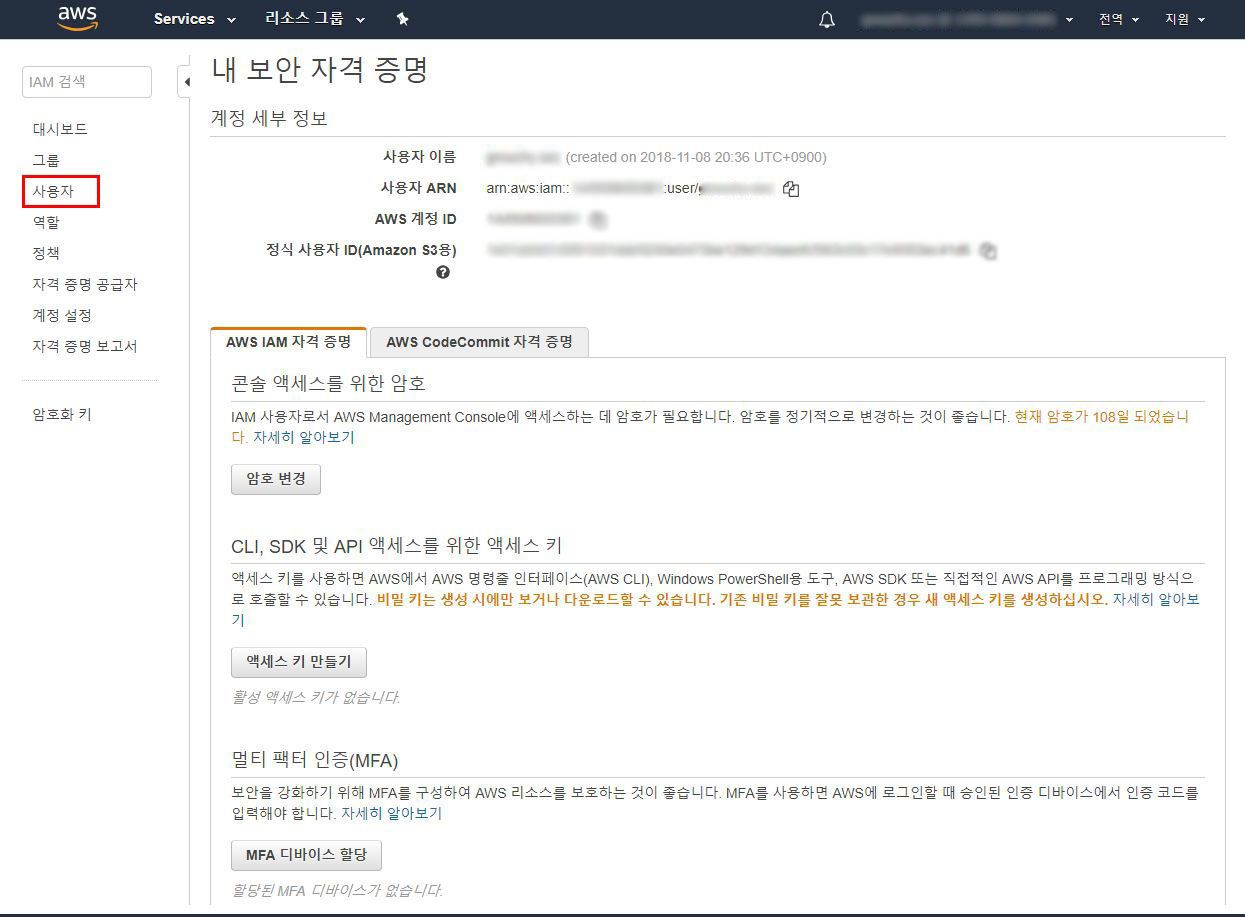 aws
Services
리소스 그룹
전역
지원
IAM 검색
대시보드
그룹
사용자
역할
정책
자격 증명 공급자
계정 설정
자격 증명 보고서
암호화 키
내 보안 자격 증명
계정 세부 정보
사용자 이름 (created on 2018-11-08 20:36 UTC+0900)
사용자 ARN arn:aws:iam:: :user/
AWS 계정 ID
정식 사용자 ID(Amazon S3용)
AWS IAM 자격 증명
AWS CodeCommit 자격 증명
콘솔 액세스를 위한 암호
IAM 사용자로서 AWS Management Console에 액세스하는 데 암호가 필요합니다. 암호를 정기적으로 변경하는 것이 좋습니다. 현재 암호가 108일 되었습니
다. 자세히 알아보기
암호 변경
CLI, SDK 및 API 액세스를 위한 액세스 키
액세스 키를 사용하면 AWS에서 AWS 명령줄 인터페이스(AWS CLI), Windows PowerShell용 도구, AWS SDK 또는 직접적인 AWS API를 프로그래밍 방식으
로 호출할 수 있습니다. 비밀 키는 생성 시에만 보거나 다운로드할 수 있습니다. 기존 비밀 키를 잘못 보관한 경우 새 액세스 키를 생성하십시오. 자세히 알아보
기
액세스 키 만들기
활성 액세스 키가 없습니다.
멀티 팩터 인증(MFA)
보안을 강화하기 위해 MFA를 구성하여 AWS 리소스를 보호하는 것이 좋습니다. MFA를 사용하면 AWS에 로그인할 때 승인된 인증 디바이스에서 인증 코드를
입력해야 합니다. 자세히 알아보기
MFA 디바이스 할당
할당된 MFA 디바이스가 없습니다.